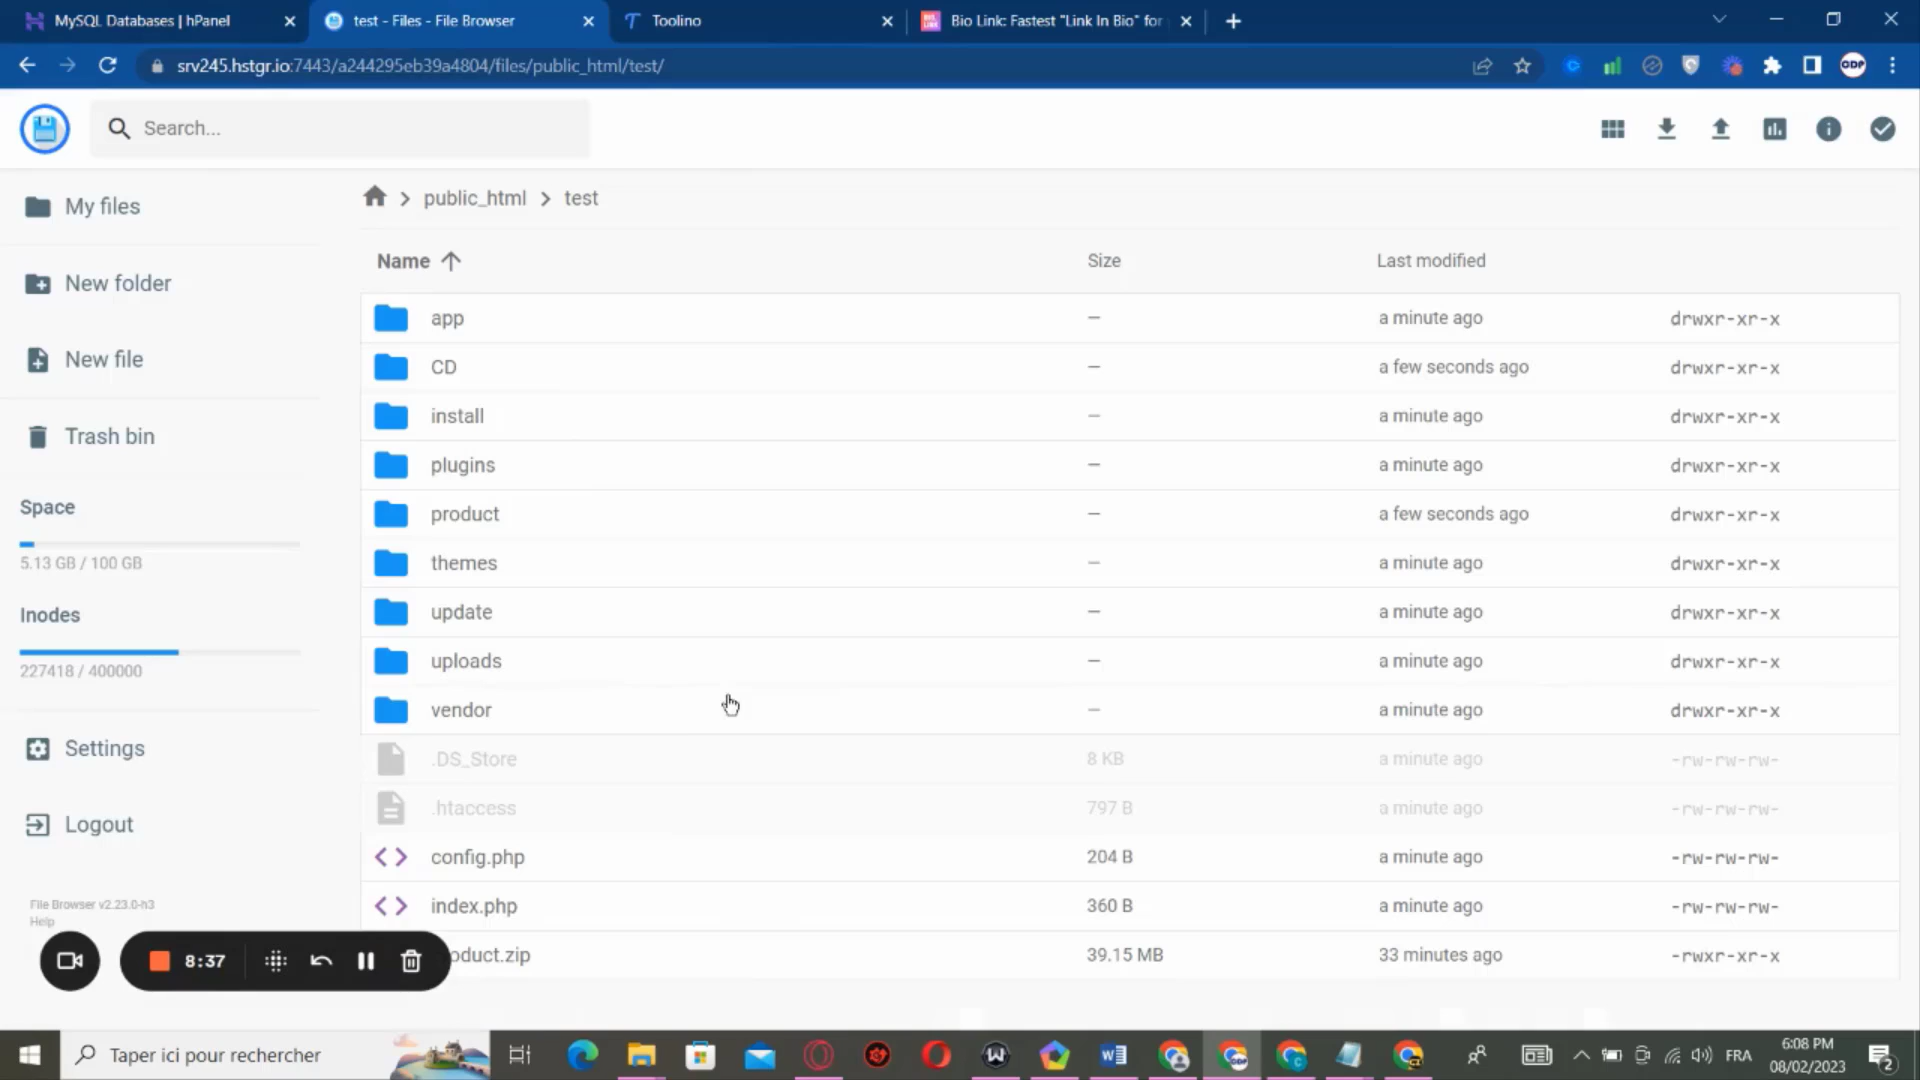 MySQL Databases | hPanel
test - Files - File Browser
Toolino
Bio Link: Fastest "Link In Bio" for
srv245.hstgr.io:7443/a244295eb39a4804/files/public_html/test/
GDP
Search...
My files
New folder
New file
Trash bin
Space
5.13 GB / 100 GB
Inodes
227418 / 400000
Settings
Logout
File Browser v2.23.0-h3
Help
8:37
public_html > test
Name Size Last modified
app — a minute ago drwxr-xr-x
CD — a few seconds ago drwxr-xr-x
install — a minute ago drwxr-xr-x
plugins — a minute ago drwxr-xr-x
product — a few seconds ago drwxr-xr-x
themes — a minute ago drwxr-xr-x
update — a minute ago drwxr-xr-x
uploads — a minute ago drwxr-xr-x
vendor — a minute ago drwxr-xr-x
.DS_Store 8 KB a minute ago -rw-rw-rw-
.htaccess 797 B a minute ago -rw-rw-rw-
config.php 204 B a minute ago -rw-rw-rw-
index.php 360 B a minute ago -rw-rw-rw-
oduct.zip 39.15 MB 33 minutes ago -rwxr-xr-x
Taper ici pour rechercher
FRA
6:08 PM
08/02/2023
2